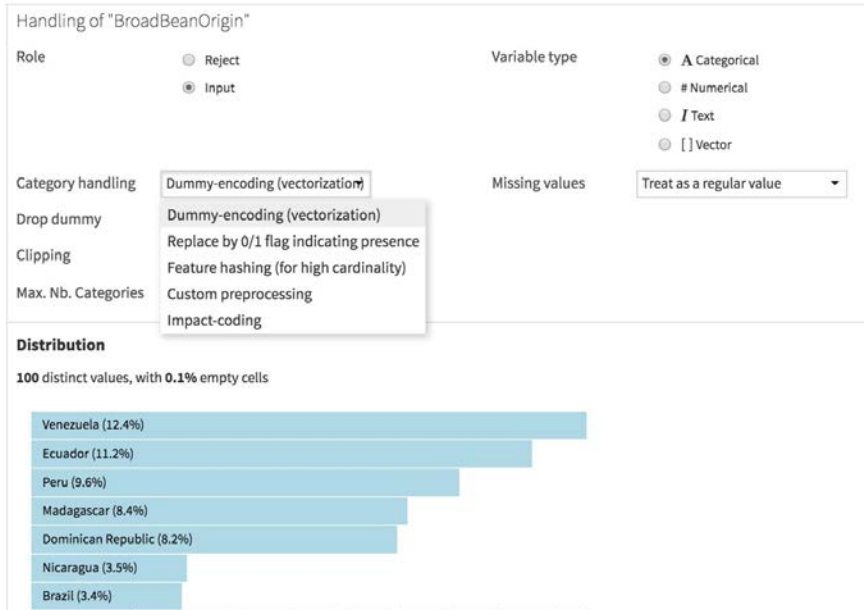 Handling of "BroadBeanOrigin"
Role
Reject
Input
Variable type
A Categorical
# Numerical
I Text
[ ] Vector
Category handling
Dummy-encoding (vectorization)
Missing values
Treat as a regular value
Drop dummy
Clipping
Max. Nb. Categories
Dummy-encoding (vectorization)
Replace by 0/1 flag indicating presence
Feature hashing (for high cardinality)
Custom preprocessing
Impact-coding
Distribution
100 distinct values, with 0.1% empty cells
Venezuela (12.4%)
Ecuador (11.2%)
Peru (9.6%)
Madagascar (8.4%)
Dominican Republic (8.2%)
Nicaragua (3.5%)
Brazil (3.4%)